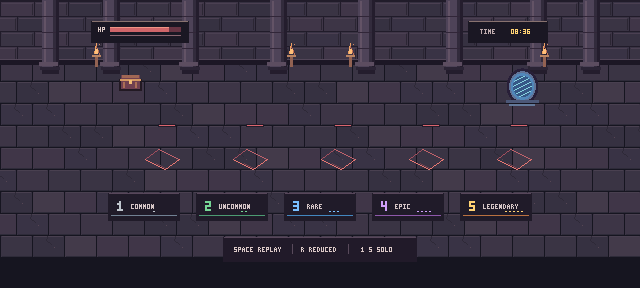 HP
TIME 08:36
1 COMMON
2 UNCOMMON
3 RARE
4 EPIC
5 LEGENDARY
SPACE REPLAY R REDUCED 1 5 SOLO